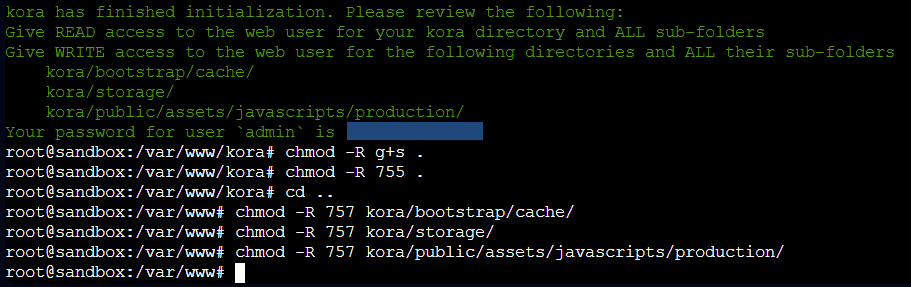 kora has finished initialization. Please review the following:
Give READ access to the web user for your kora directory and ALL sub-folders
Give WRITE access to the web user for the following directories and ALL their sub-folders
    kora/bootstrap/cache/
    kora/storage/
    kora/public/assets/javascripts/production/
Your password for user `admin` is
root@sandbox:/var/www/kora# chmod -R g+s .
root@sandbox:/var/www/kora# chmod -R 755 .
root@sandbox:/var/www/kora# cd ..
root@sandbox:/var/www# chmod -R 757 kora/bootstrap/cache/
root@sandbox:/var/www# chmod -R 757 kora/storage/
root@sandbox:/var/www# chmod -R 757 kora/public/assets/javascripts/production/
root@sandbox:/var/www#